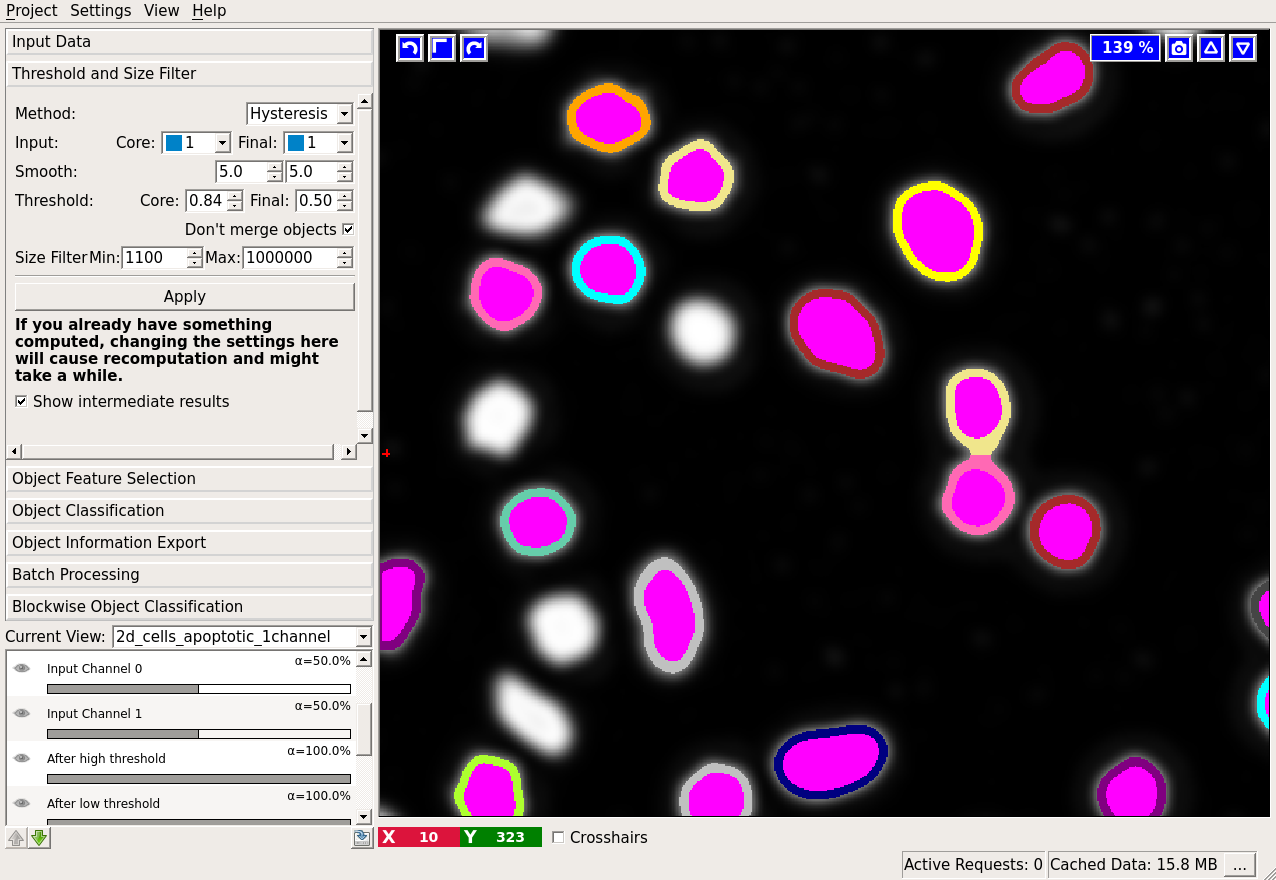 Project Settings View Help
Input Data
Threshold and Size Filter
Method: Hysteresis
Input: Core: 1 Final: 1
Smooth: 5.0 5.0
Threshold: Core: 0.84 Final: 0.50
Don't merge objects
Size Filter Min: 1100 Max: 1000000
Apply
If you already have something
computed, changing the settings here
will cause recomputation and might
take a while.
Show intermediate results
Object Feature Selection
Object Classification
Object Information Export
Batch Processing
Blockwise Object Classification
Current View: 2d_cells_apoptotic_1channel
Input Channel 0 α=50.0%
Input Channel 1 α=50.0%
After high threshold α=100.0%
After low threshold α=100.0%
139 %
X 10 Y 323 Crosshairs
Active Requests: 0 Cached Data: 15.8 MB ...